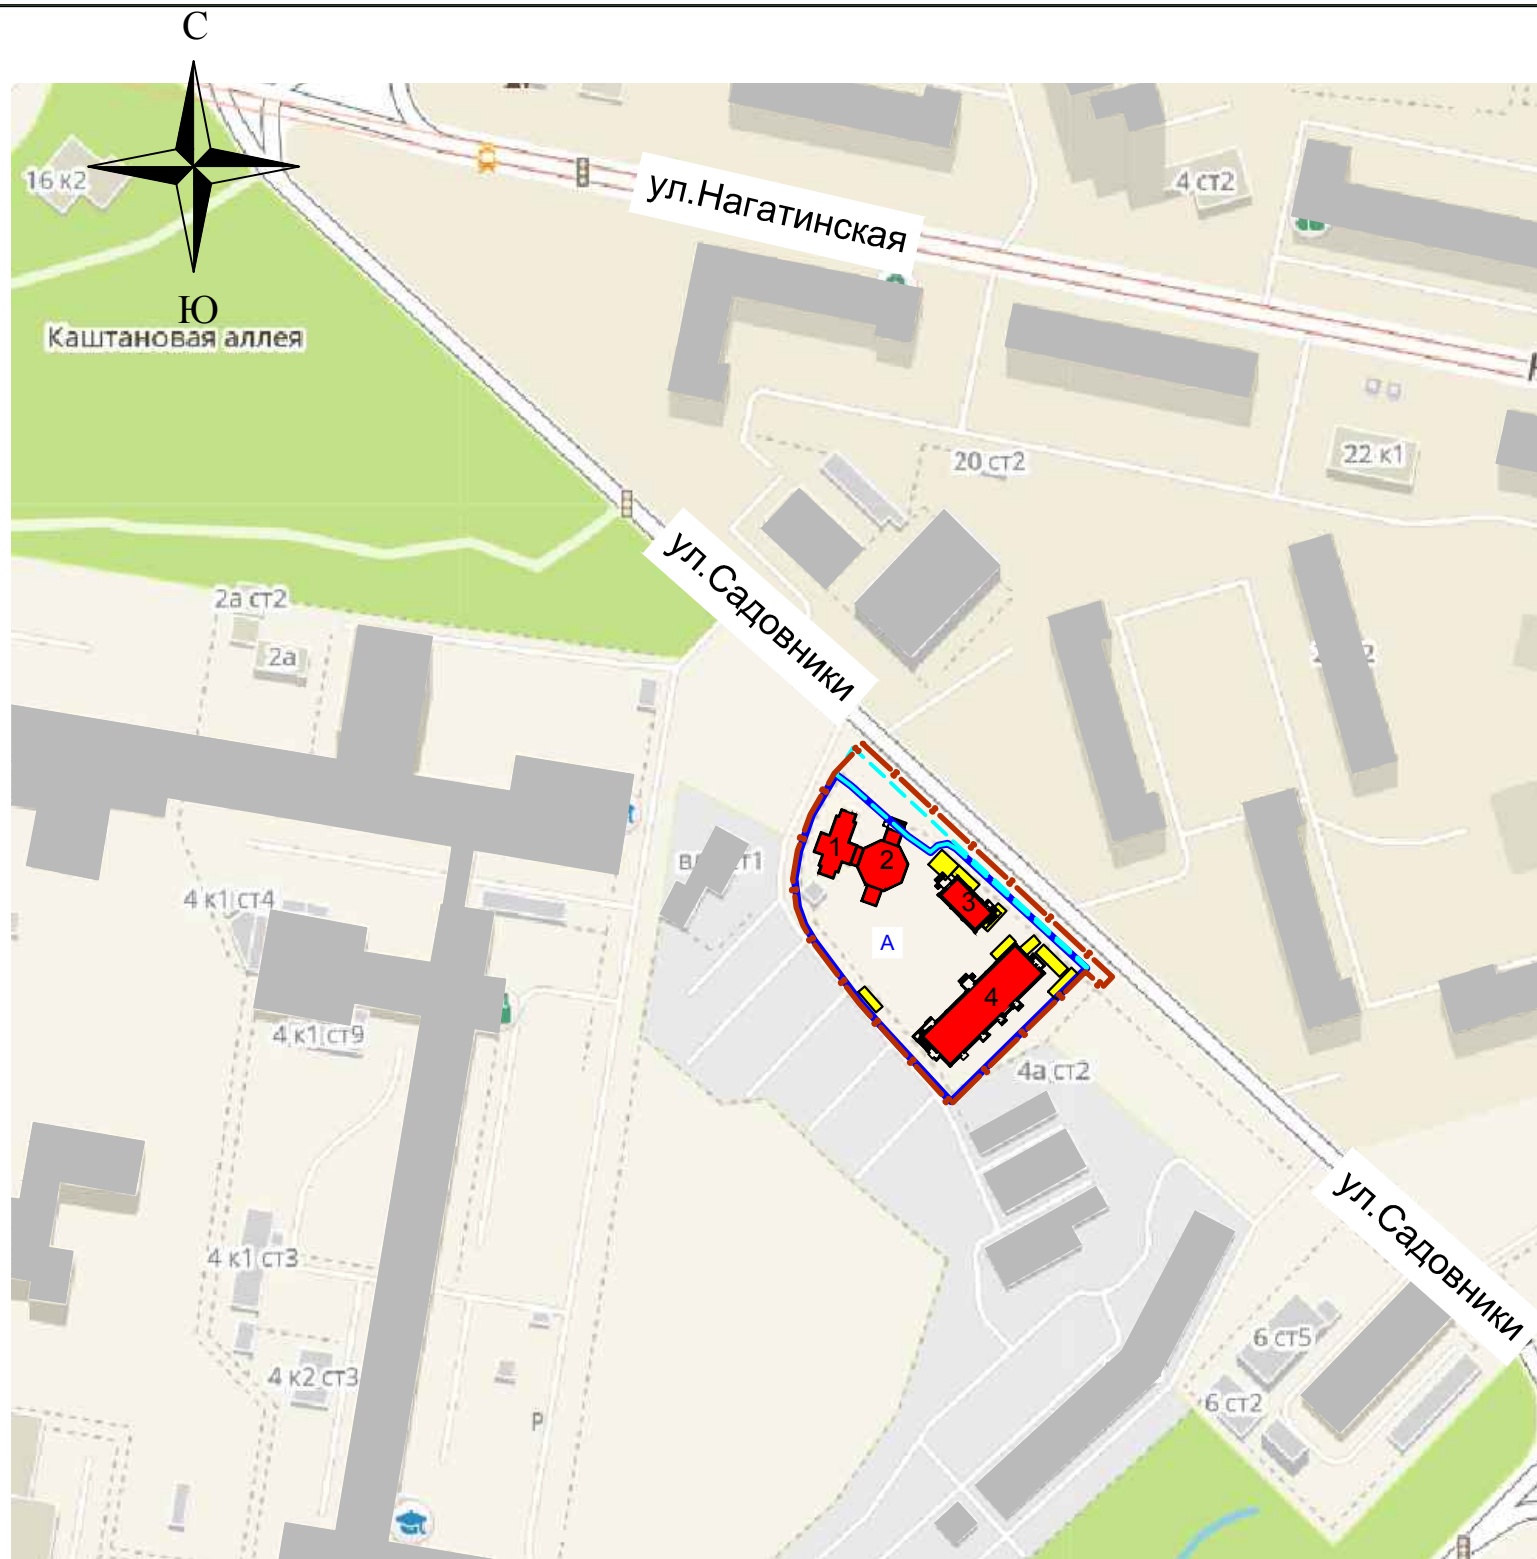 С
16 к2
ул.Нагатинская
4 ст2
Ю
Каштановая аллея
22 к1
20 ст2
ул.Садовники
2а ст2
2а
1
2
3
4 к1 ст4
А
4
4 к1 ст9
4а ст2
ул.Садовники
4 к1 ст3
6 ст5
4 к2 ст3
6 ст2
P